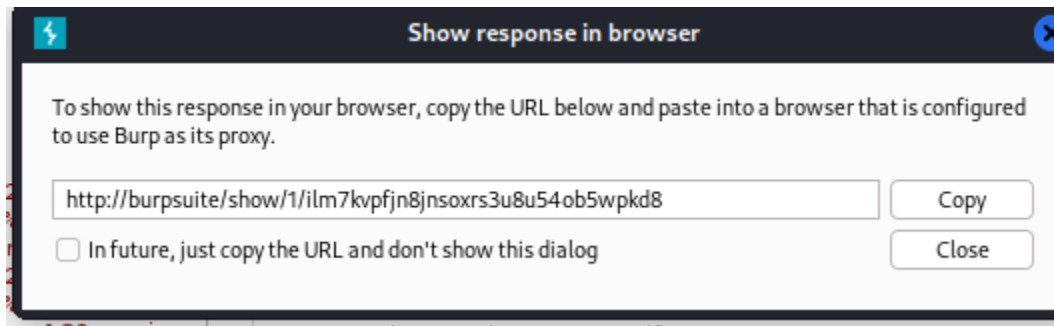 Show response in browser
To show this response in your browser, copy the URL below and paste into a browser that is configured
to use Burp as its proxy.
http://burpsuite/show/1/ilm7kvpfjn8jnsoxrs3u8u54ob5wpkd8
Copy
In future, just copy the URL and don't show this dialog
Close